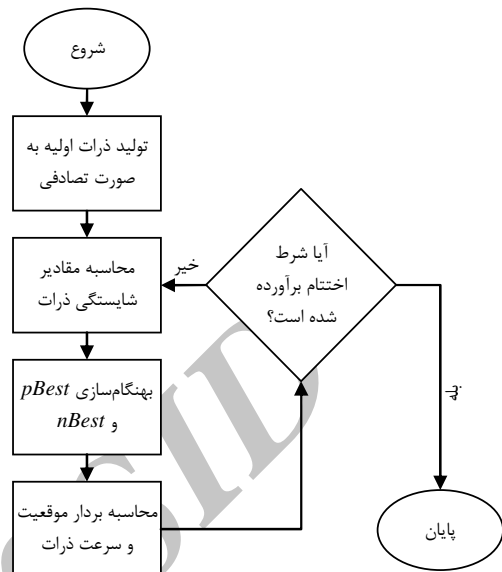 شروع
تولید ذرات اولیه به
صورت تصادفی
محاسبه مقادیر
شایستگی ذرات
بهنگام‌سازی pBest
و nBest
محاسبه بردار موقعیت
و سرعت ذرات
آیا شرط
اختتام برآورده
شده است؟
خیر
بله
پایان
SID